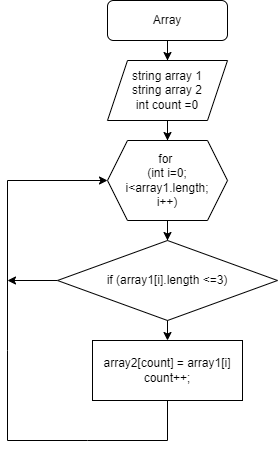 Array
string array 1
string array 2
int count =0
for
(int i=0;
i<array1.length;
i++)
if (array1[i].length <=3)
array2[count] = array1[i]
count++;